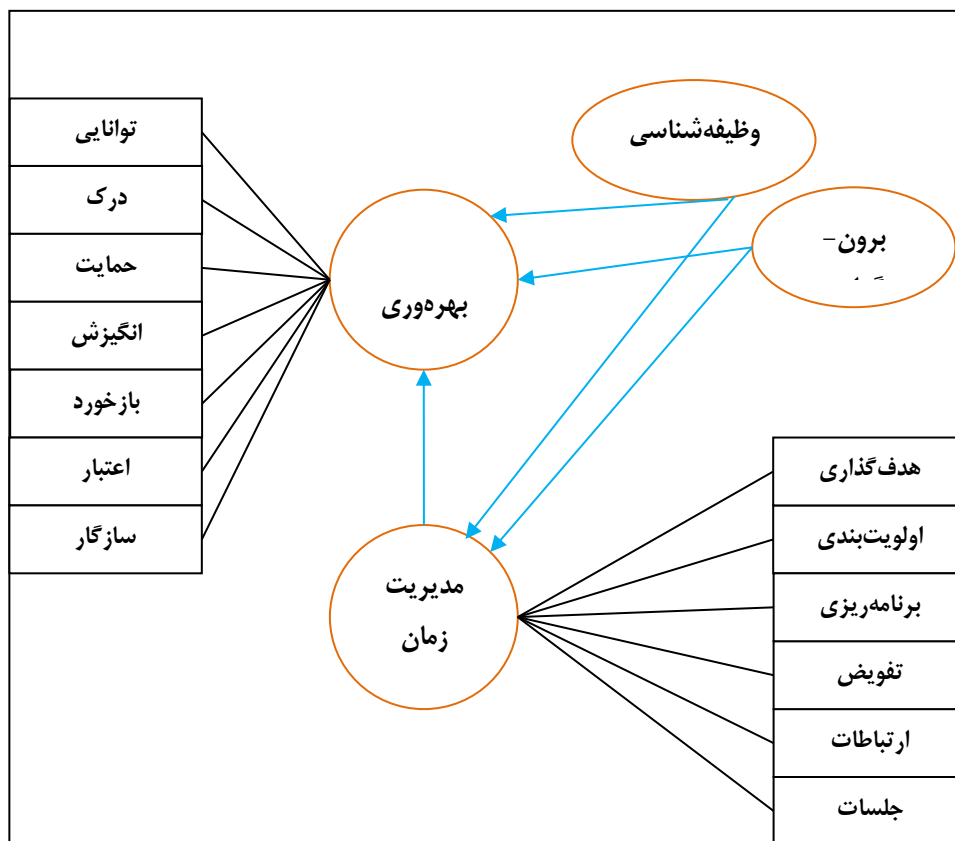 وظیفه‌شناسی
برون-
توانایی
درک
حمایت
انگیزش
بازخورد
اعتبار
سازگار
بهره‌وری
مدیریت
زمان
هدف‌گذاری
اولویت‌بندی
برنامه‌ریزی
تفویض
ارتباطات
جلسات